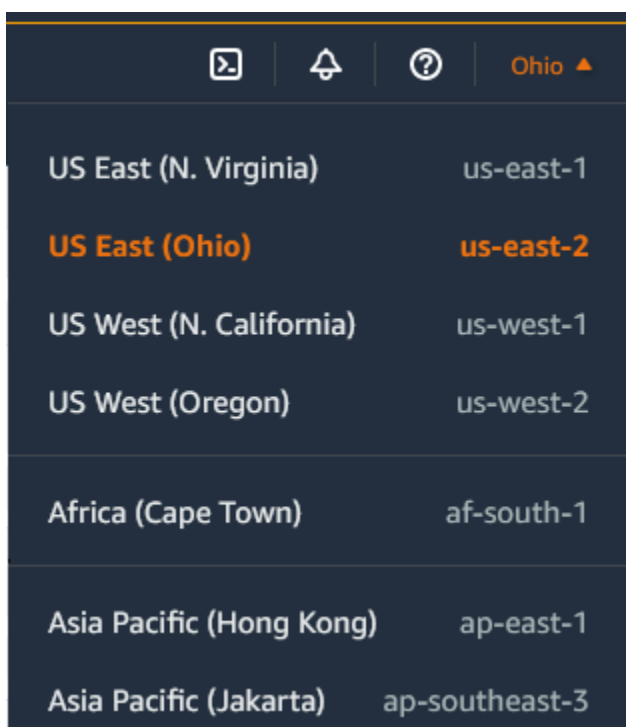 Ohio ▲
US East (N. Virginia) us-east-1
US East (Ohio) us-east-2
US West (N. California) us-west-1
US West (Oregon) us-west-2
Africa (Cape Town) af-south-1
Asia Pacific (Hong Kong) ap-east-1
Asia Pacific (Jakarta) ap-southeast-3